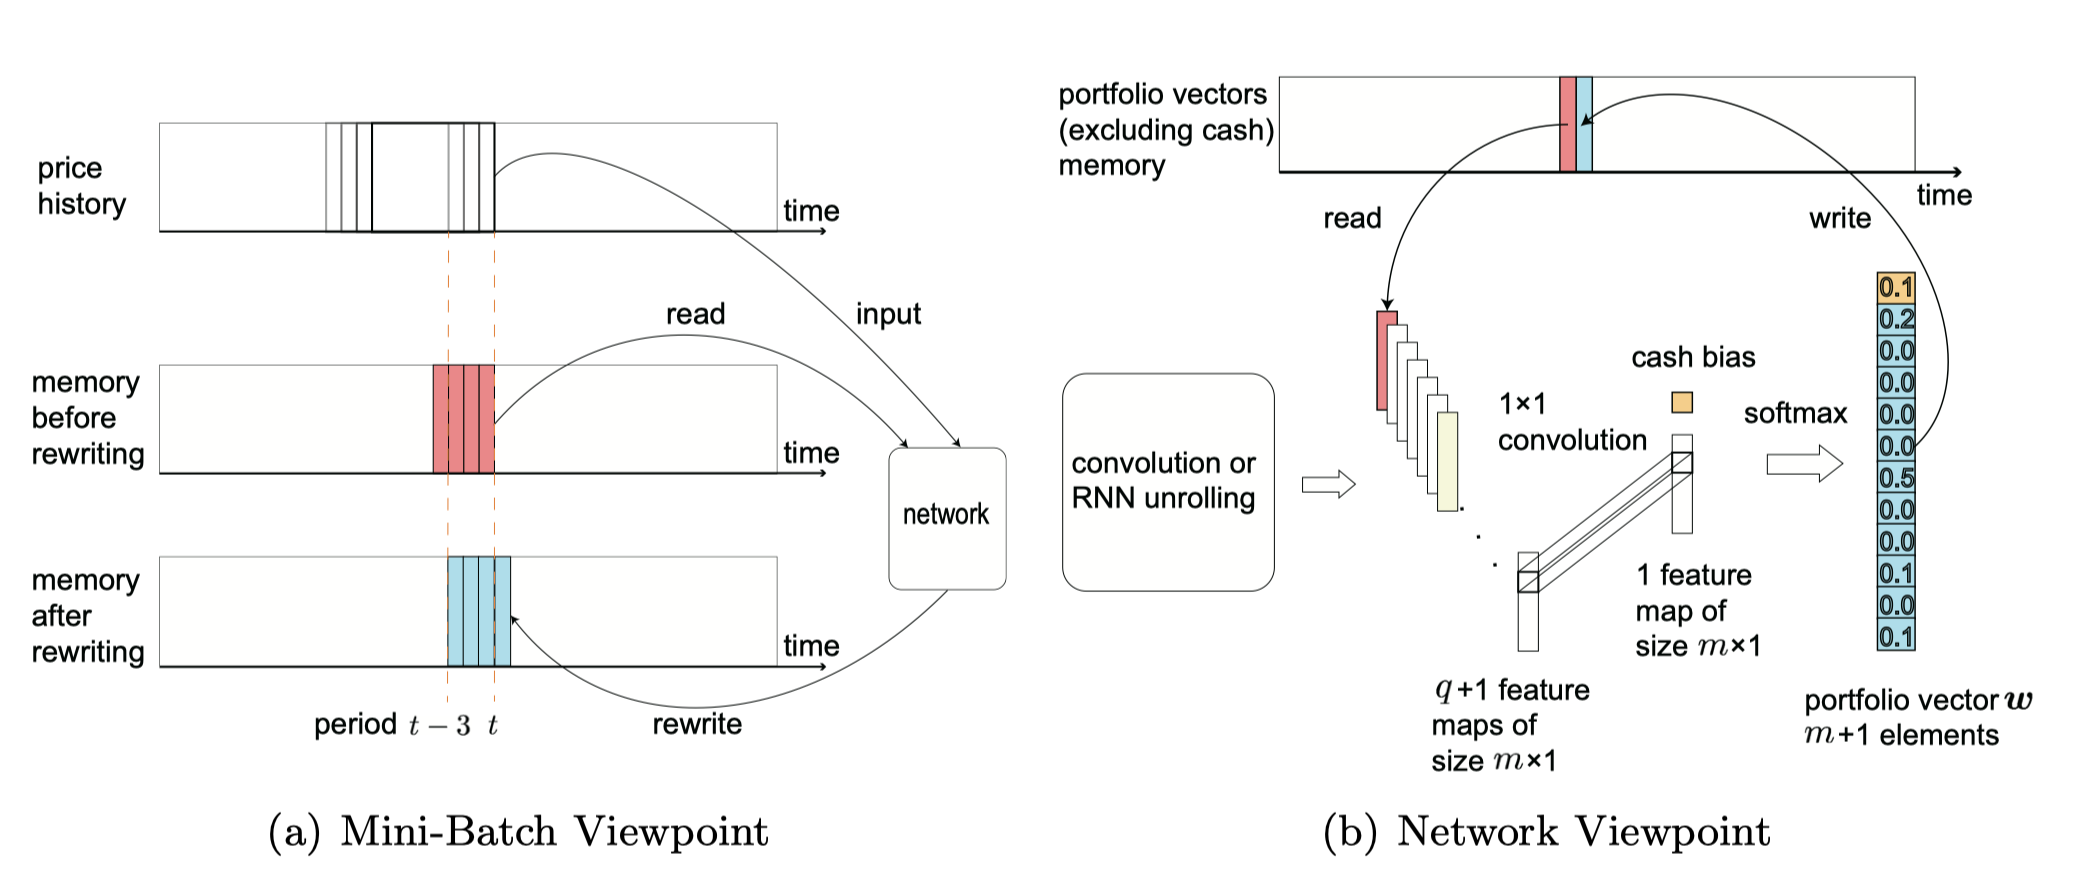 price
history
time
input
read
memory
before
rewriting
time
network
memory
after
rewriting
time
period t − 3 t
rewrite
(a) Mini-Batch Viewpoint
portfolio vectors
(excluding cash)
memory
time
read
write
convolution or
RNN unrolling
1×1
convolution
cash bias
softmax
0.1
0.2
0.0
0.0
0.0
0.0
0.5
0.0
0.0
0.1
0.0
0.1
1 feature
map of
size m×1
q+1 feature
maps of
size m×1
portfolio vector w
m+1 elements
(b) Network Viewpoint